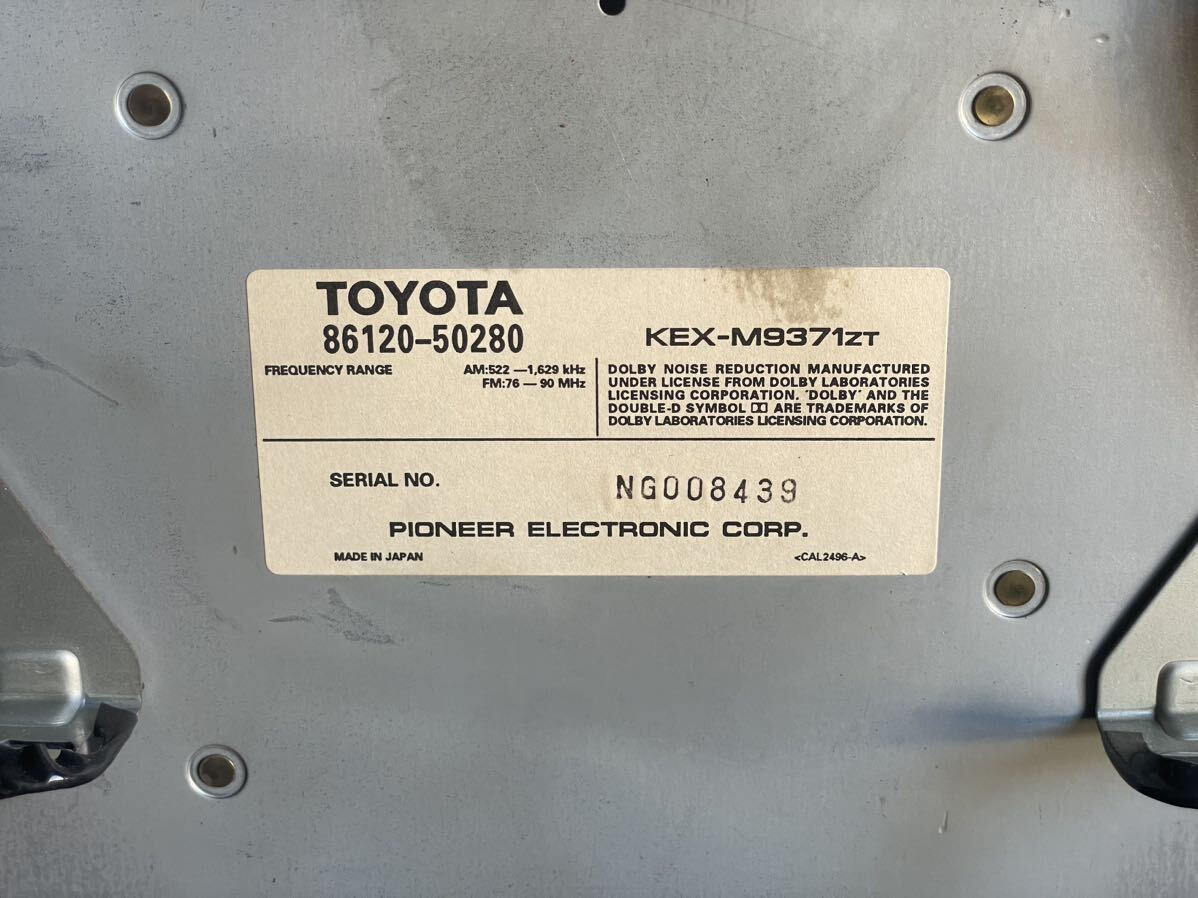 TOYOTA
86120-50280
KEX-M9371ZT
FREQUENCY RANGE AM:522 — 1,629 kHz
FM:76 — 90 MHz
DOLBY NOISE REDUCTION MANUFACTURED
UNDER LICENSE FROM DOLBY LABORATORIES
LICENSING CORPORATION. 'DOLBY' AND THE
DOUBLE-D SYMBOL ARE TRADEMARKS OF
DOLBY LABORATORIES LICENSING CORPORATION.
SERIAL NO. NG008439
PIONEER ELECTRONIC CORP.
MADE IN JAPAN <CAL2496-A>